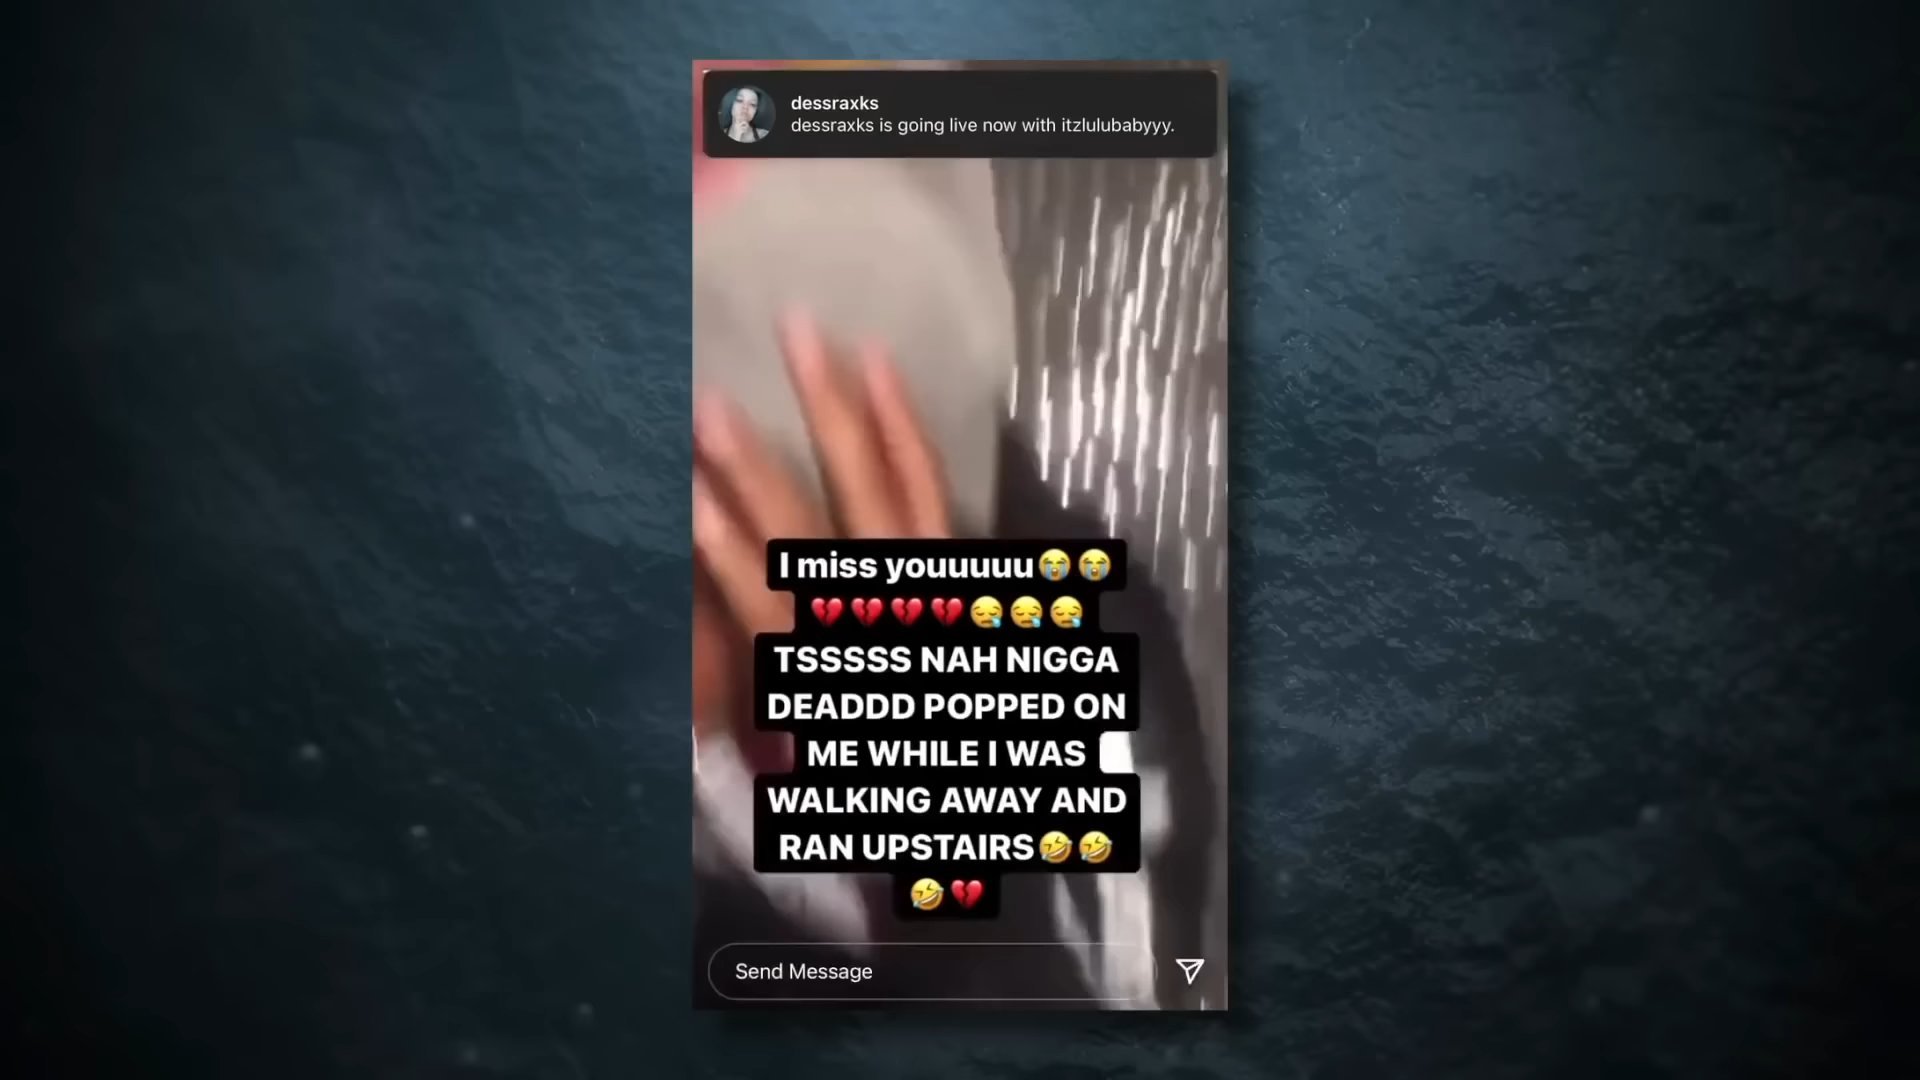 dessraxks
dessraxks is going live now with itzlulubabyyy.
I miss youuuuu😭😭
💔💔💔💔😪😪😪
TSSSSS NAH NIGGA
DEADDD POPPED ON
ME WHILE I WAS
WALKING AWAY AND
RAN UPSTAIRS🤣🤣
🤣💔
Send Message